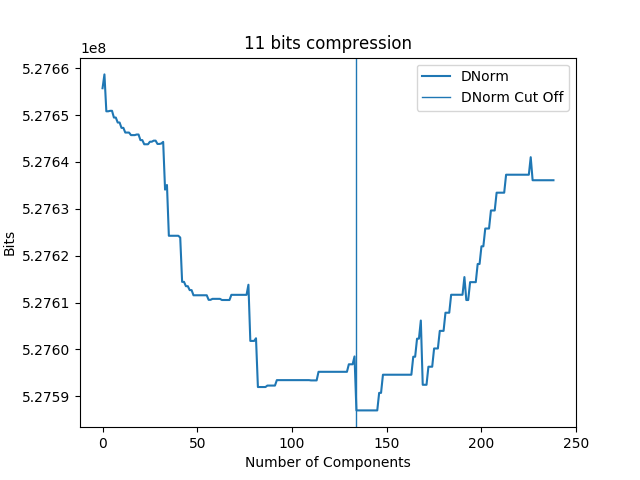 11 bits compression
1e8
5.2766
5.2765
5.2764
5.2763
5.2762
5.2761
5.2760
5.2759
Bits
DNorm
DNorm Cut Off
0 50 100 150 200 250
Number of Components